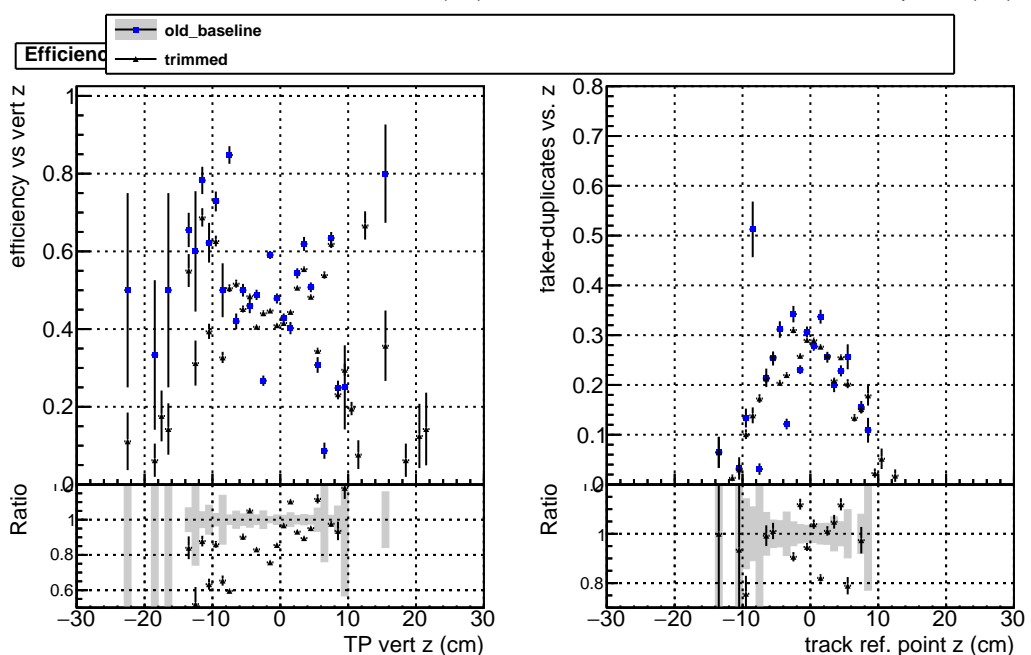 old_baseline
trimmed
Efficienc
efficiency vs vert z
1
0.8
0.6
0.4
0.2
0
Ratio
1
0.8
0.6
−30 −20 −10 0 10 20 30
TP vert z (cm)
fake+duplicates vs. z
0.8
0.7
0.6
0.5
0.4
0.3
0.2
0.1
0
Ratio
1
0.8
−30 −20 −10 0 10 20 30
track ref. point z (cm)